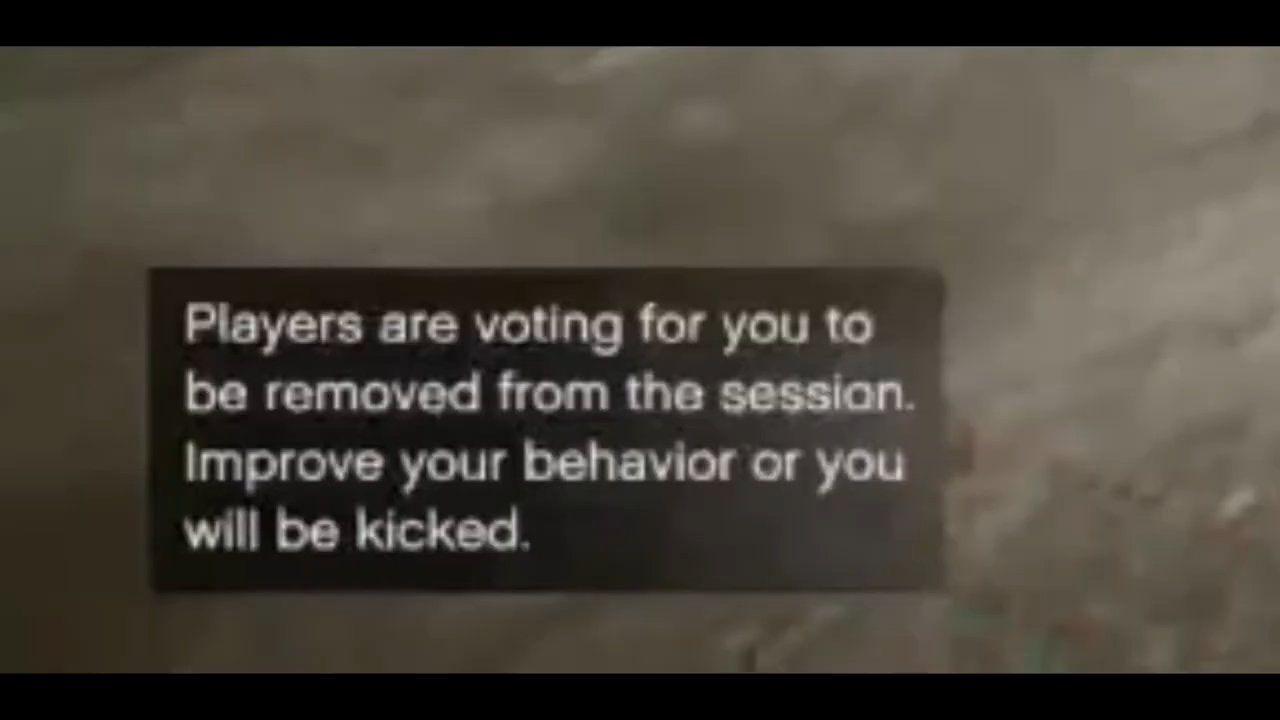 Players are voting for you to
be removed from the session.
Improve your behavior or you
will be kicked.